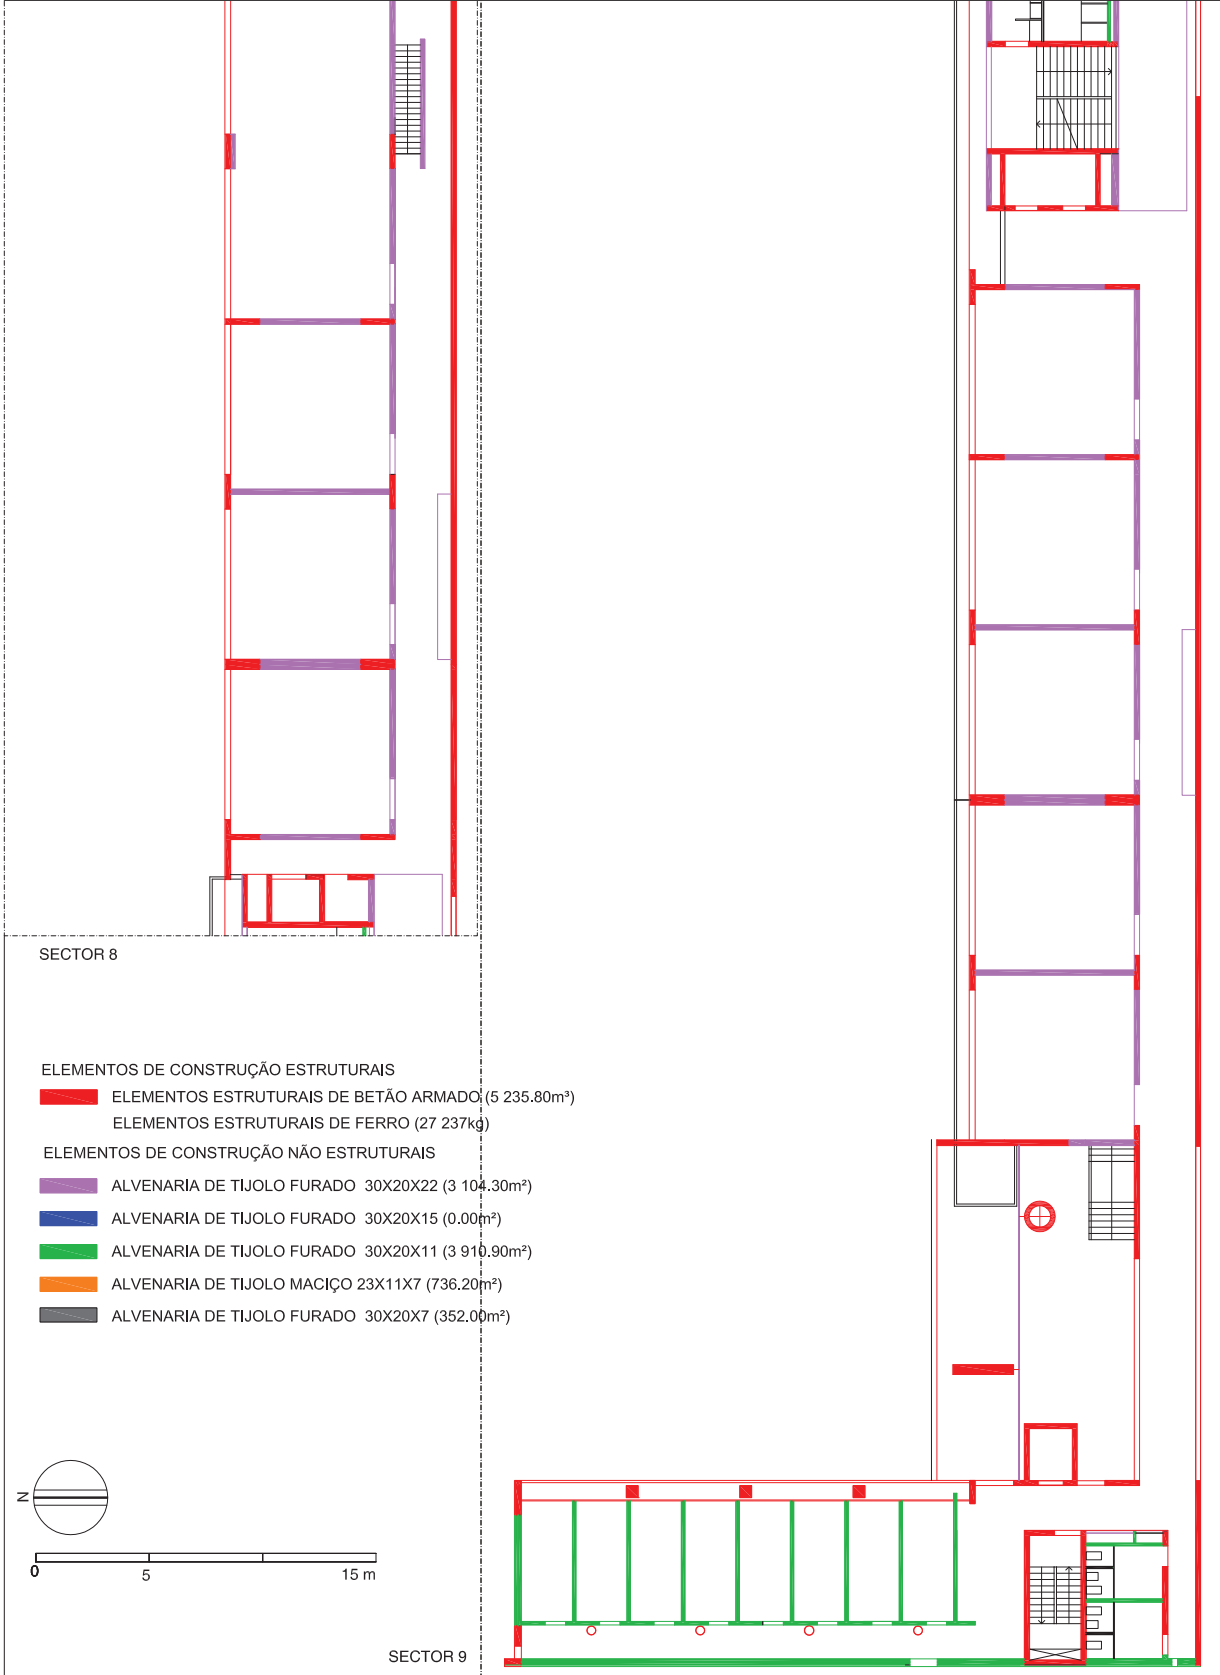 SECTOR 8
ELEMENTOS DE CONSTRUÇÃO ESTRUTURAIS
ELEMENTOS ESTRUTURAIS DE BETÃO ARMADO (5 235.80m³)
ELEMENTOS ESTRUTURAIS DE FERRO (27 237kg)
ELEMENTOS DE CONSTRUÇÃO NÃO ESTRUTURAIS
ALVENARIA DE TIJOLO FURADO 30X20X22 (3 104.30m²)
ALVENARIA DE TIJOLO FURADO 30X20X15 (0.00m²)
ALVENARIA DE TIJOLO FURADO 30X20X11 (3 910.90m²)
ALVENARIA DE TIJOLO MACIÇO 23X11X7 (736.20m²)
ALVENARIA DE TIJOLO FURADO 30X20X7 (352.00m²)
N
0 5 15 m
SECTOR 9